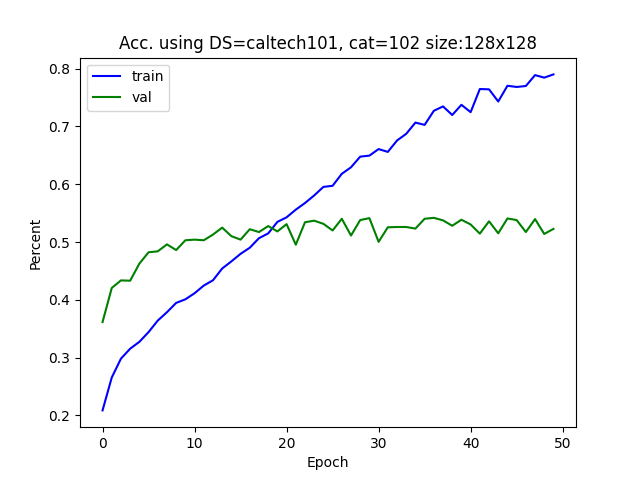 Acc. using DS=caltech101, cat=102 size:128x128
train
val
0.8
0.7
0.6
0.5
0.4
0.3
0.2
Percent
0 10 20 30 40 50
Epoch